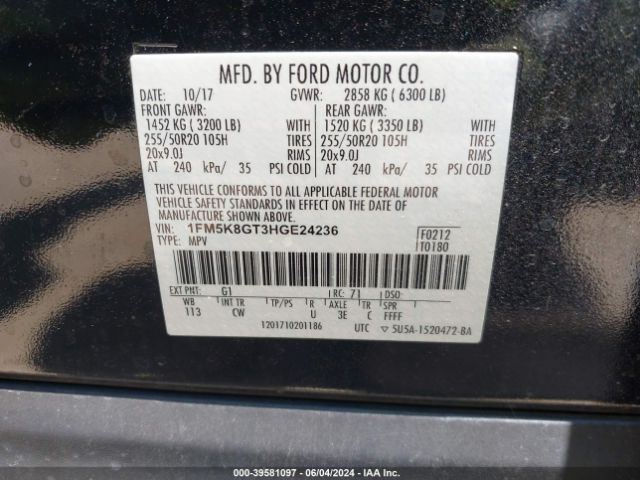 MFD. BY FORD MOTOR CO.
DATE: 10/17 GVWR: 2858 KG ( 6300 LB)
FRONT GAWR: REAR GAWR:
1452 KG ( 3200 LB) WITH 1520 KG ( 3350 LB) WITH
255/50R20 105H TIRES 255/50R20 105H TIRES
20x9.0J RIMS 20x9.0J RIMS
AT 240 kPa/ 35 PSI COLD AT 240 kPa/ 35 PSI COLD
THIS VEHICLE CONFORMS TO ALL APPLICABLE FEDERAL MOTOR
VEHICLE SAFETY STANDARDS IN EFFECT ON THE DATE OF
MANUFACTURE SHOWN ABOVE.
VIN: 1FM5K8GT3HGE24236 F0212
TYPE: MPV IT0180
EXT PNT: G1 RC: 71 DSO:
WB INT TR TP/PS R AXLE TR SPR
113 CW U 3E C FFFF
1201710201186 UTC ▽ 5U5A-1520472-BA
000-39581097 - 06/04/2024 - IAA Inc.